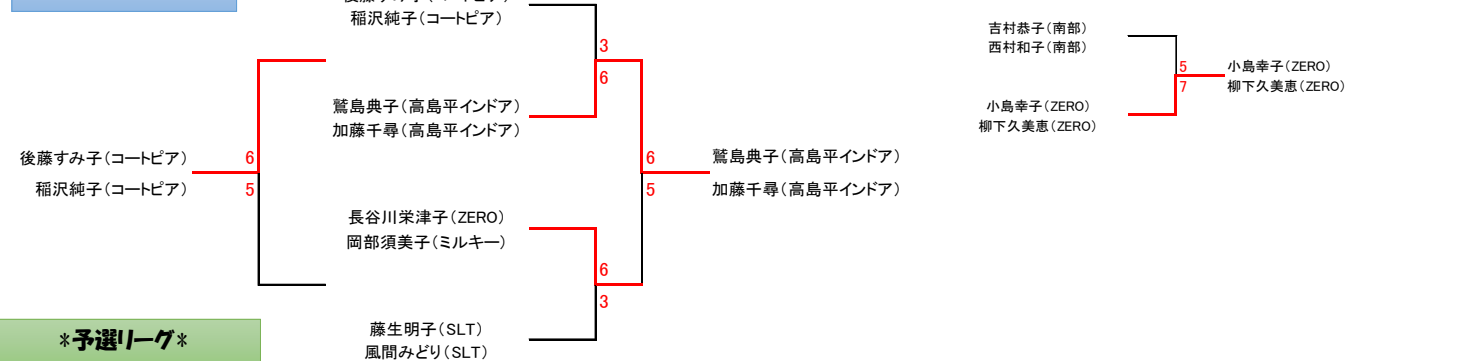 稲沢純子(コートピア)
3
6
鷲島典子(高島平インドア)
加藤千尋(高島平インドア)
後藤すみ子(コートピア)
稲沢純子(コートピア)
6
5
6
5
鷲島典子(高島平インドア)
加藤千尋(高島平インドア)
長谷川栄津子(ZERO)
岡部須美子(ミルキー)
6
3
藤生明子(SLT)
風間みどり(SLT)
吉村恭子(南部)
西村和子(南部)
5
7
小島幸子(ZERO)
柳下久美恵(ZERO)
小島幸子(ZERO)
柳下久美恵(ZERO)
*予選リーグ*